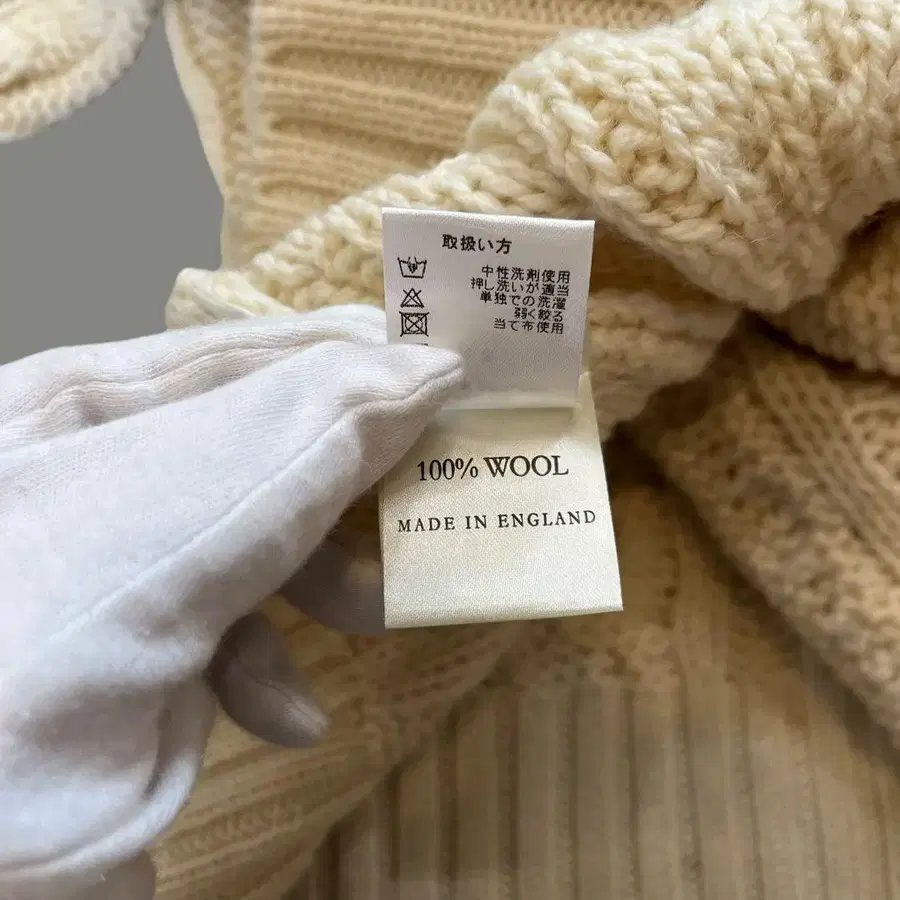 取扱い方
中性洗剤使用
押し洗いが適当
単独での洗濯
弱く絞る
当て布使用
100% WOOL
MADE IN ENGLAND